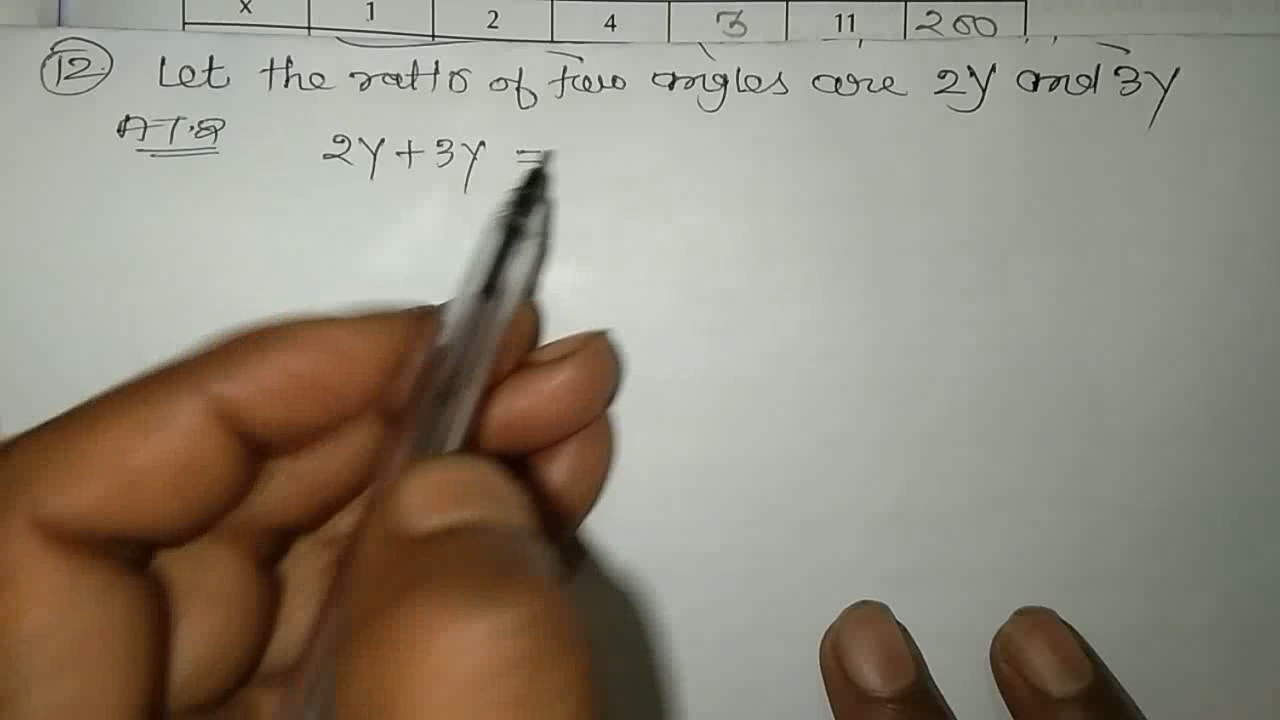 x 1 2 4 3 11 200
12. Let the ratio of two angles are 2y and 3y
A.T.Q 2y + 3y =